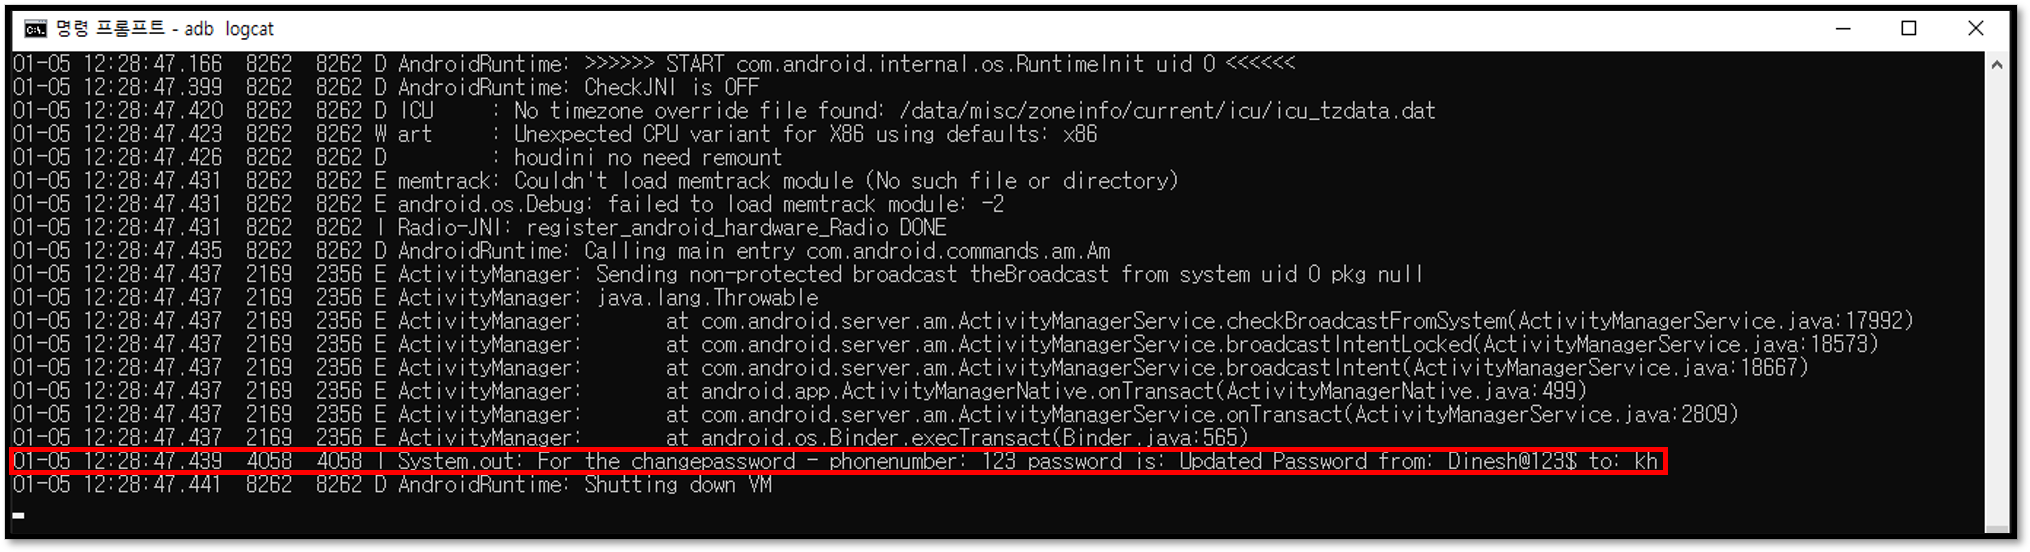 명령 프롬프트 - adb logcat
01-05 12:28:47.166 8262 8262 D AndroidRuntime: >>>>>> START com.android.internal.os.RuntimeInit uid 0 <<<<<<
01-05 12:28:47.399 8262 8262 D AndroidRuntime: CheckJNI is OFF
01-05 12:28:47.420 8262 8262 D ICU : No timezone override file found: /data/misc/zoneinfo/current/icu/icu_tzdata.dat
01-05 12:28:47.423 8262 8262 W art : Unexpected CPU variant for X86 using defaults: x86
01-05 12:28:47.426 8262 8262 D : houdini no need remount
01-05 12:28:47.431 8262 8262 E memtrack: Couldn't load memtrack module (No such file or directory)
01-05 12:28:47.431 8262 8262 E android.os.Debug: failed to load memtrack module: -2
01-05 12:28:47.431 8262 8262 I Radio-JNI: register_android_hardware_Radio DONE
01-05 12:28:47.435 8262 8262 D AndroidRuntime: Calling main entry com.android.commands.am.Am
01-05 12:28:47.437 2169 2356 E ActivityManager: Sending non-protected broadcast theBroadcast from system uid 0 pkg null
01-05 12:28:47.437 2169 2356 E ActivityManager: java.lang.Throwable
01-05 12:28:47.437 2169 2356 E ActivityManager: at com.android.server.am.ActivityManagerService.checkBroadcastFromSystem(ActivityManagerService.java:17992)
01-05 12:28:47.437 2169 2356 E ActivityManager: at com.android.server.am.ActivityManagerService.broadcastIntentLocked(ActivityManagerService.java:18573)
01-05 12:28:47.437 2169 2356 E ActivityManager: at com.android.server.am.ActivityManagerService.broadcastIntent(ActivityManagerService.java:18667)
01-05 12:28:47.437 2169 2356 E ActivityManager: at android.app.ActivityManagerNative.onTransact(ActivityManagerNative.java:499)
01-05 12:28:47.437 2169 2356 E ActivityManager: at com.android.server.am.ActivityManagerService.onTransact(ActivityManagerService.java:2809)
01-05 12:28:47.437 2169 2356 E ActivityManager: at android.os.Binder.execTransact(Binder.java:565)
01-05 12:28:47.439 4058 4058 I System.out: For the changepassword - phonenumber: 123 password is: Updated Password from: Dinesh@123$ to: kh
01-05 12:28:47.441 8262 8262 D AndroidRuntime: Shutting down VM